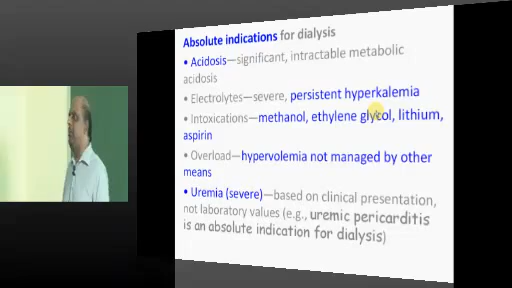 Absolute indications for dialysis
• Acidosis—significant, intractable metabolic
acidosis
• Electrolytes—severe, persistent hyperkalemia
• Intoxications—methanol, ethylene glycol, lithium,
aspirin
• Overload—hypervolemia not managed by other
means
• Uremia (severe)—based on clinical presentation,
not laboratory values (e.g., uremic pericarditis
is an absolute indication for dialysis)